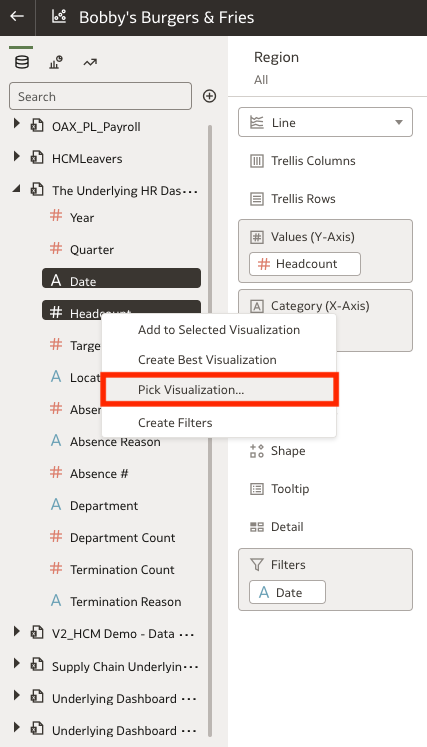 Bobby's Burgers & Fries
Search
OAX_PL_Payroll
HCMLeavers
The Underlying HR Das...
# Year
# Quarter
A Date
# Headcount
# Targe
A Locat
# Absen
A Absence Reason
# Absence #
A Department
# Department Count
# Termination Count
A Termination Reason
V2_HCM Demo - Data ...
Supply Chain Underlyin...
Underlying Dashboard ...
Underlying Dashboard ...
Add to Selected Visualization
Create Best Visualization
Pick Visualization...
Create Filters
Region
All
Line
Trellis Columns
Trellis Rows
Values (Y-Axis)
# Headcount
Category (X-Axis)
Shape
Tooltip
Detail
Filters
A Date